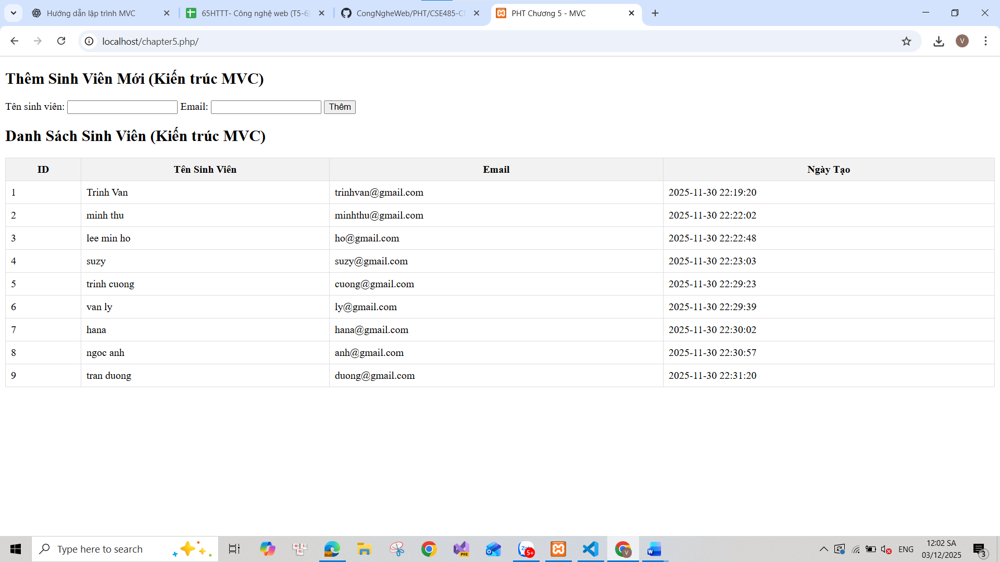 Hướng dẫn lập trình MVC
65HTTT- Công nghệ web (T5-6)
CongNgheWeb/PHT/CSE485-CN
PHT Chương 5 - MVC
localhost/chapter5.php/
V
Thêm Sinh Viên Mới (Kiến trúc MVC)
Tên sinh viên: Email: Thêm
Danh Sách Sinh Viên (Kiến trúc MVC)
ID Tên Sinh Viên Email Ngày Tạo
1 Trinh Van trinhvan@gmail.com 2025-11-30 22:19:20
2 minh thu minhthu@gmail.com 2025-11-30 22:22:02
3 lee min ho ho@gmail.com 2025-11-30 22:22:48
4 suzy suzy@gmail.com 2025-11-30 22:23:03
5 trinh cuong cuong@gmail.com 2025-11-30 22:29:23
6 van ly ly@gmail.com 2025-11-30 22:29:39
7 hana hana@gmail.com 2025-11-30 22:30:02
8 ngoc anh anh@gmail.com 2025-11-30 22:30:57
9 tran duong duong@gmail.com 2025-11-30 22:31:20
Type here to search
PRE
5+
V
ENG
12:02 SA
03/12/2025
3